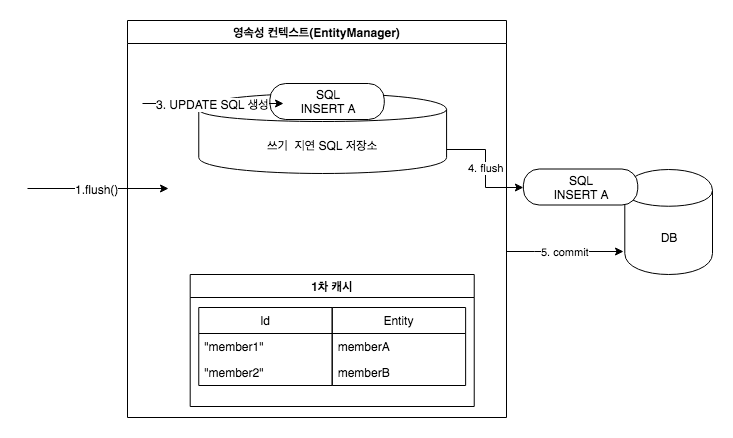 영속성 컨텍스트(EntityManager)
SQL
INSERT A
3. UPDATE SQL 생성
쓰기 지연 SQL 저장소
4. flush
SQL
INSERT A
1.flush()
DB
5. commit
1차 캐시
Id Entity
"member1" memberA
"member2" memberB